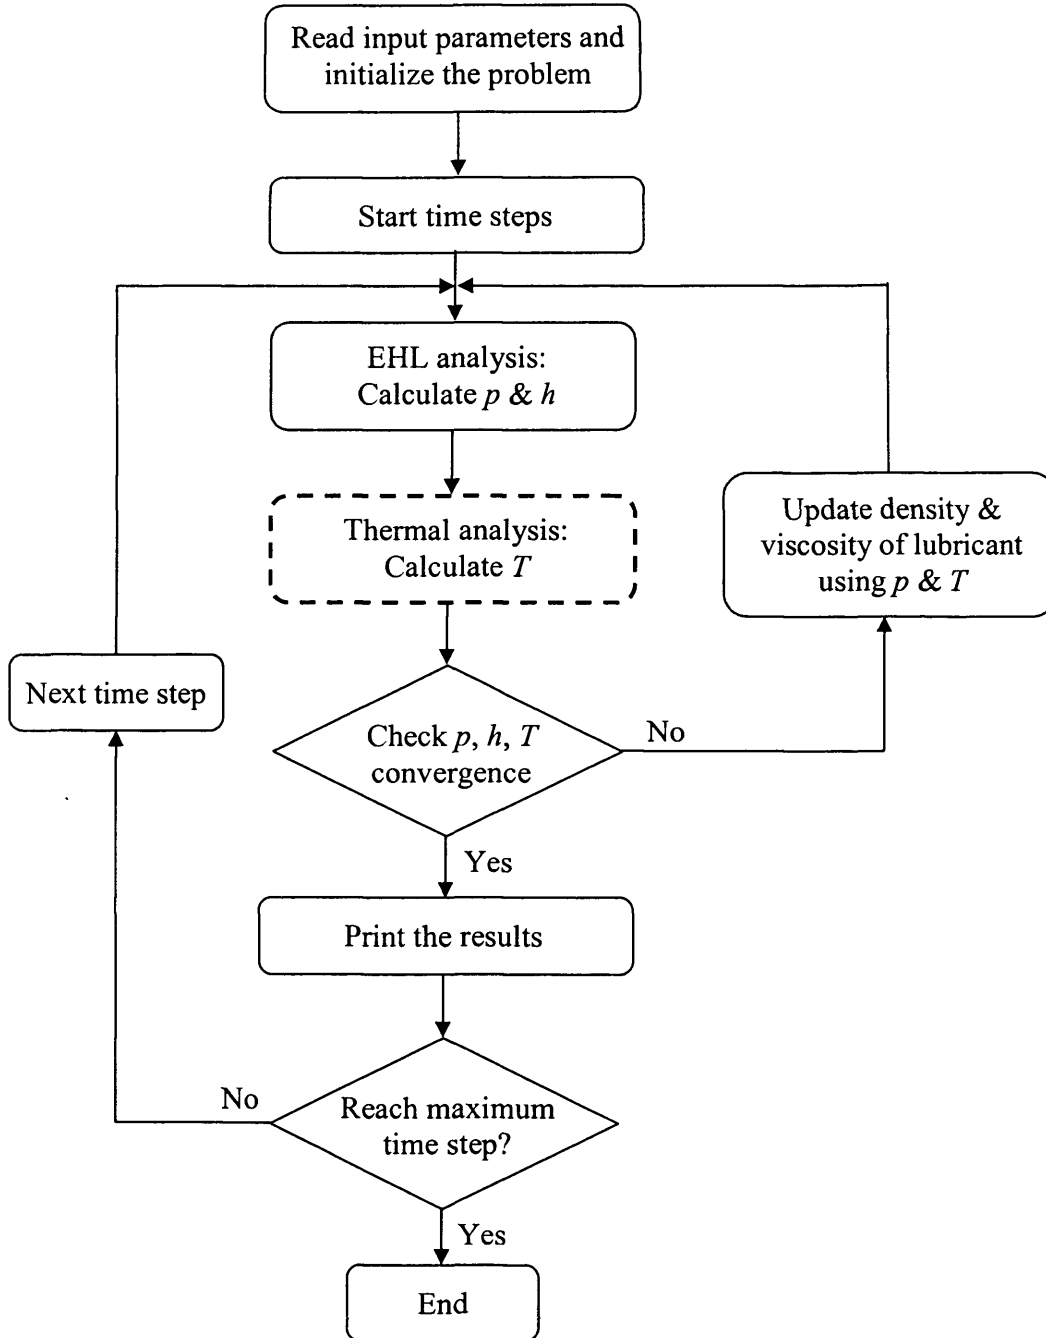 Read input parameters and
initialize the problem
Start time steps
EHL analysis:
Calculate p & h
Thermal analysis:
Calculate T
Update density &
viscosity of lubricant
using p & T
Next time step
Check p, h, T
convergence
No
Yes
Print the results
No
Reach maximum
time step?
Yes
End